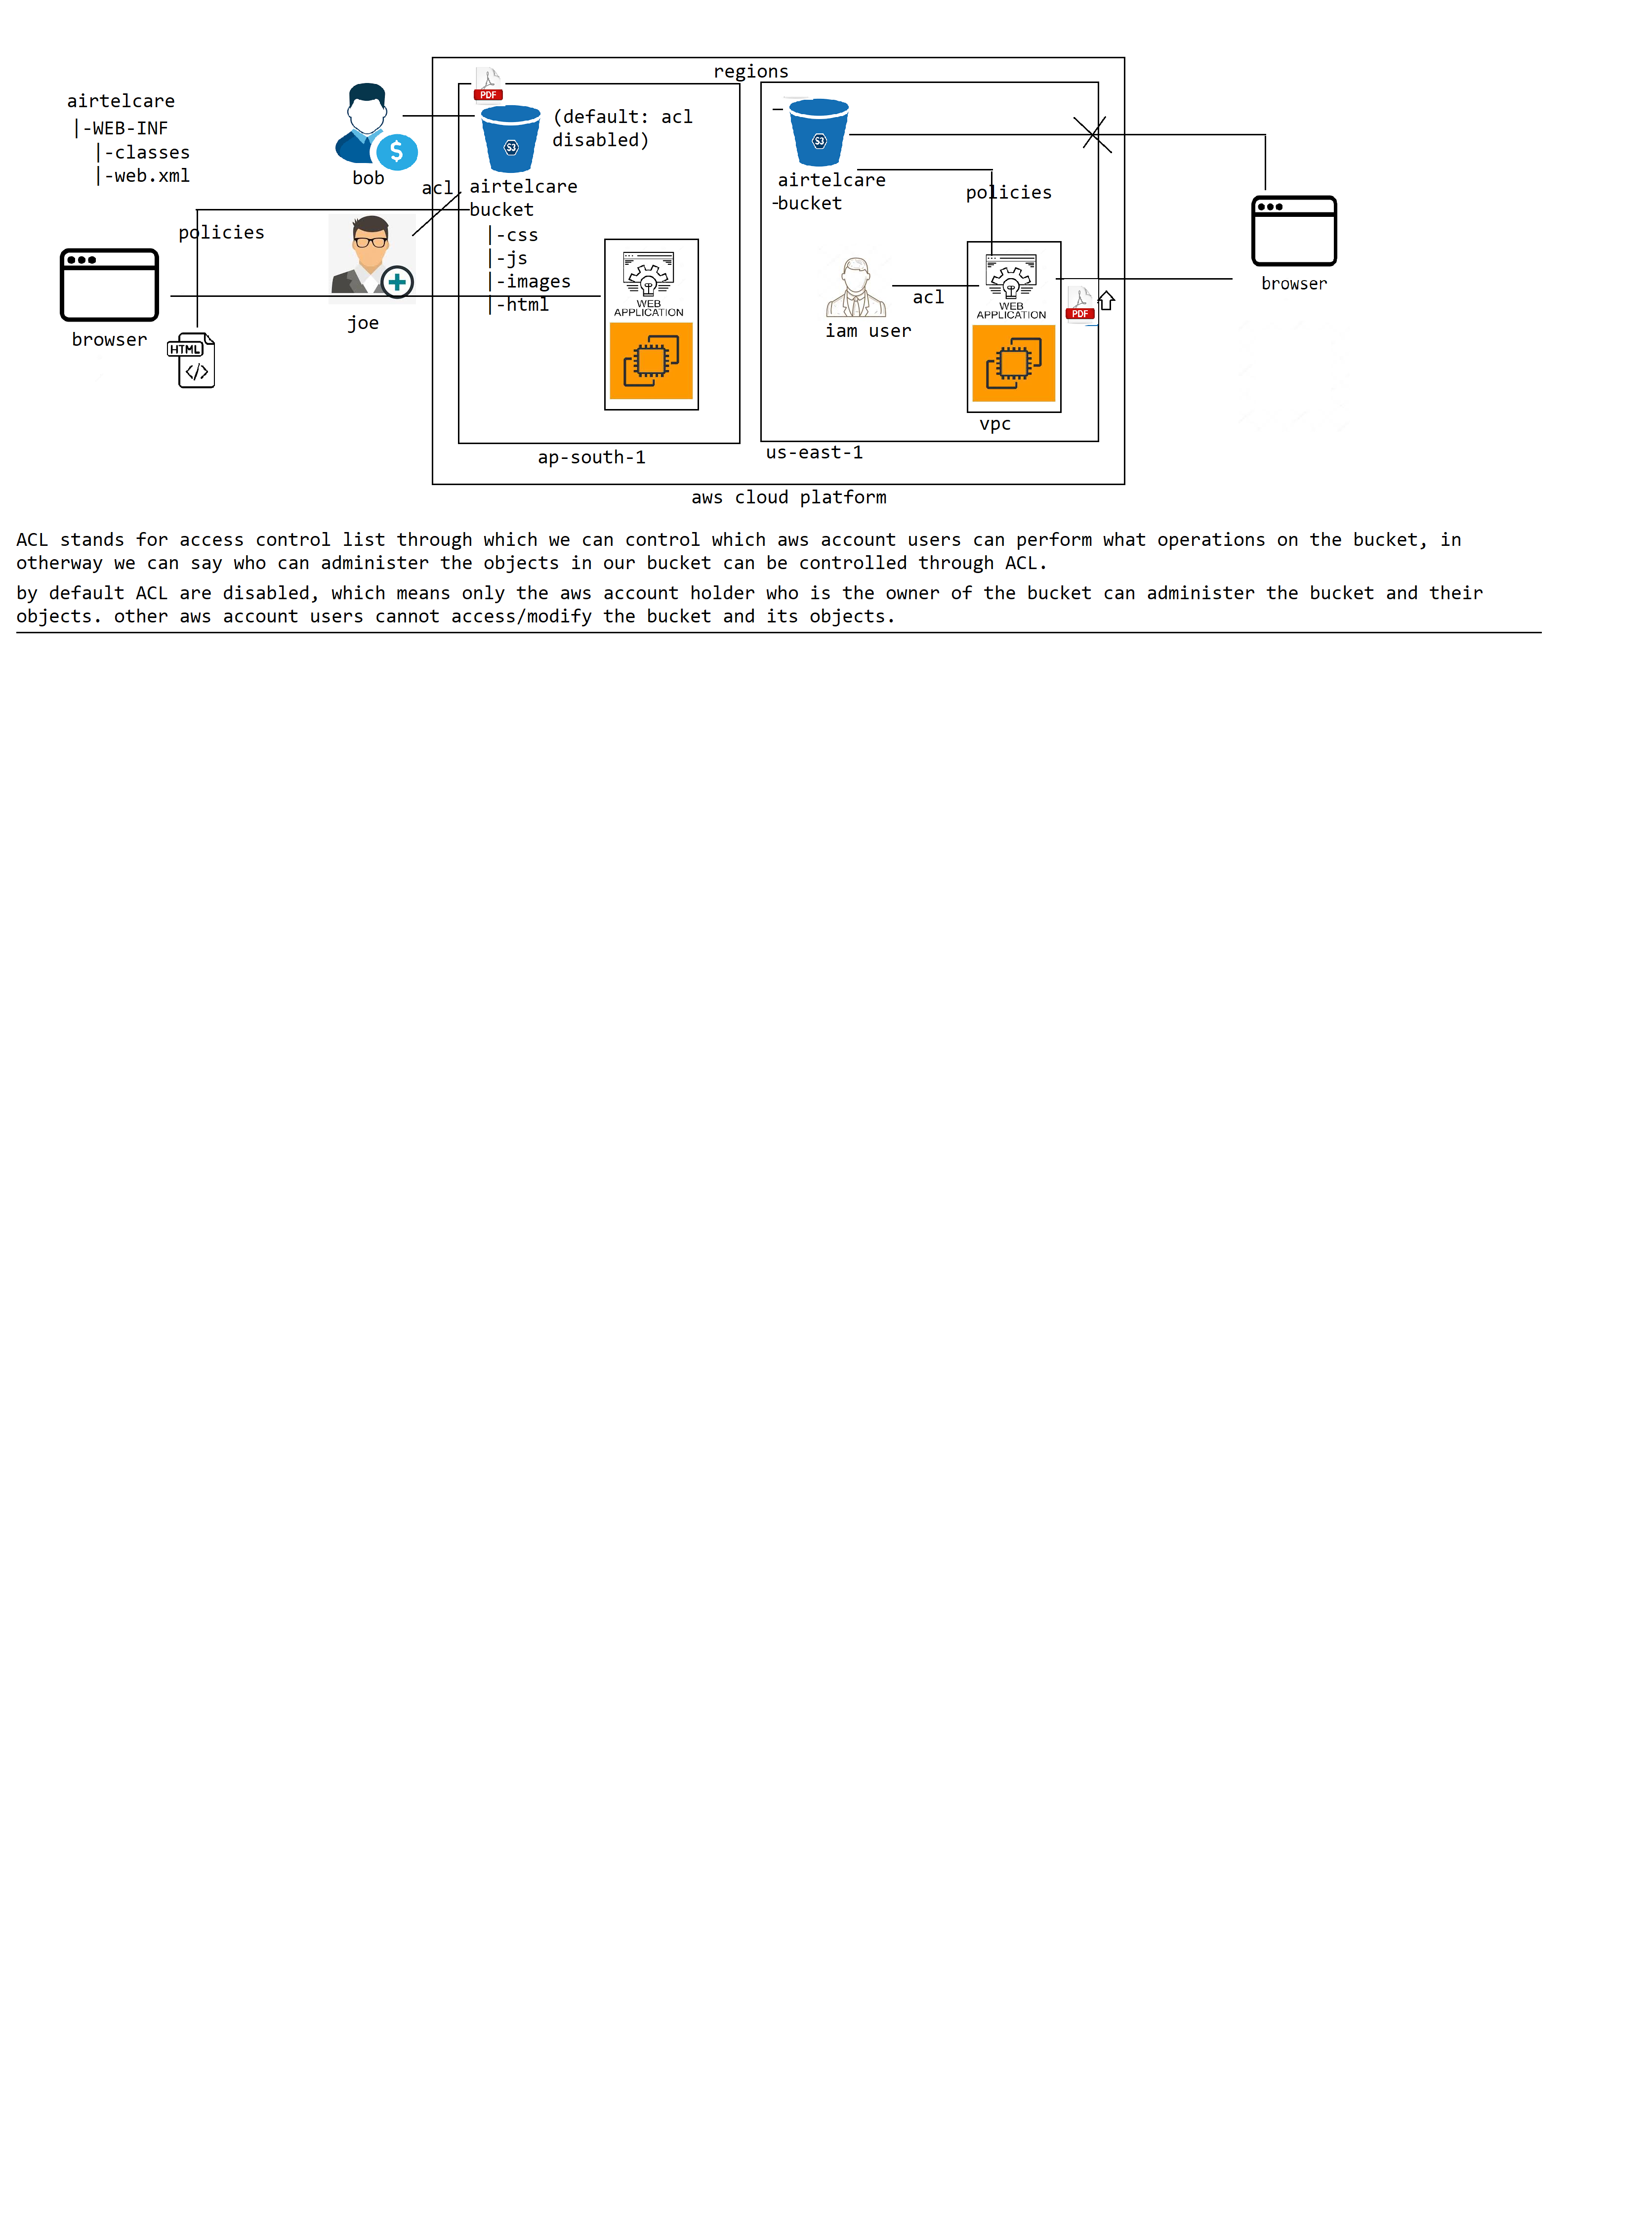 regions
airtelcare
|-WEB-INF
|-classes
|-web.xml
bob
$
PDF
S3
(default: acl
disabled)
acl
airtelcare
bucket
|-css
|-js
|-images
|-html
policies
browser
HTML
</>
joe
WEB
APPLICATION
ap-south-1
S3
airtelcare
-bucket
policies
iam user
acl
WEB
APPLICATION
PDF
vpc
us-east-1
browser
aws cloud platform
ACL stands for access control list through which we can control which aws account users can perform what operations on the bucket, in
otherway we can say who can administer the objects in our bucket can be controlled through ACL.
by default ACL are disabled, which means only the aws account holder who is the owner of the bucket can administer the bucket and their
objects. other aws account users cannot access/modify the bucket and its objects.